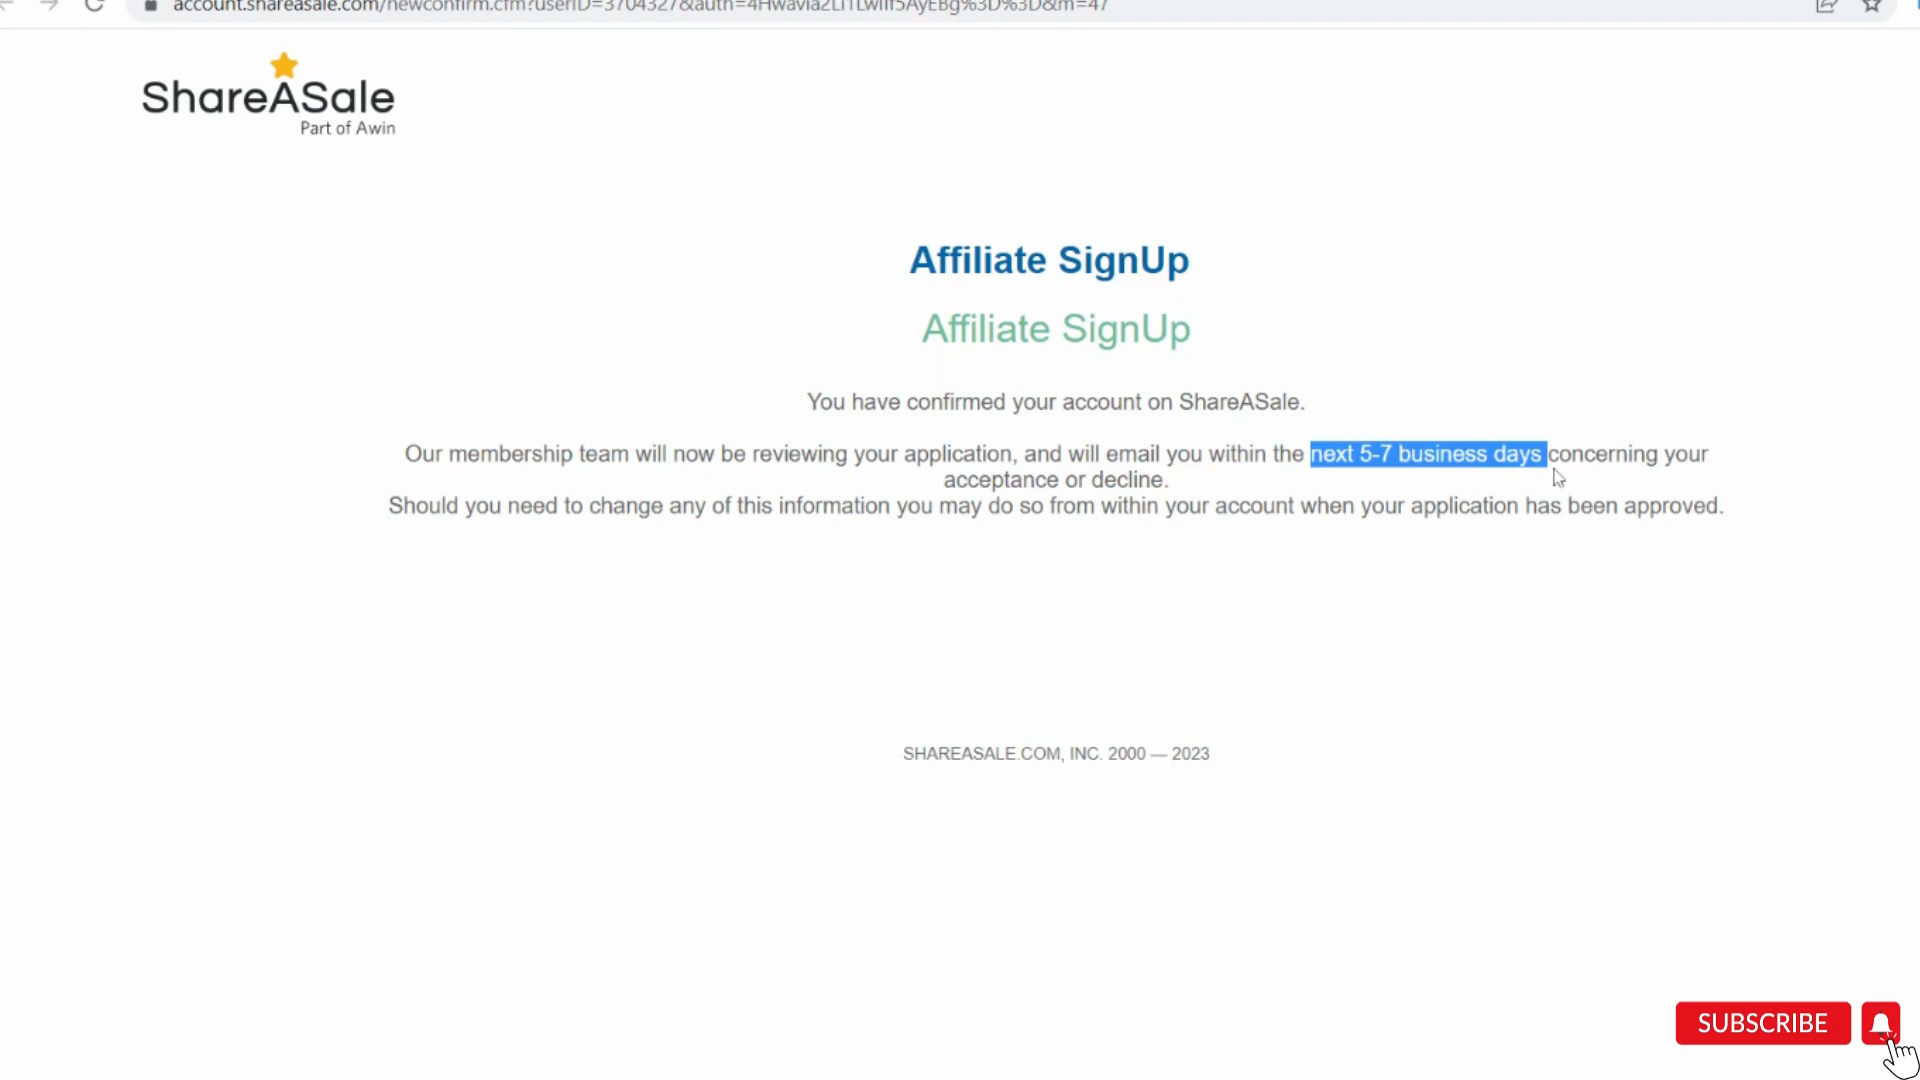 ShareASale
Part of Awin
Affiliate SignUp
Affiliate SignUp
You have confirmed your account on ShareASale.
Our membership team will now be reviewing your application, and will email you within the next 5-7 business days concerning your
acceptance or decline.
Should you need to change any of this information you may do so from within your account when your application has been approved.
SHAREASALE.COM, INC. 2000 — 2023
SUBSCRIBE